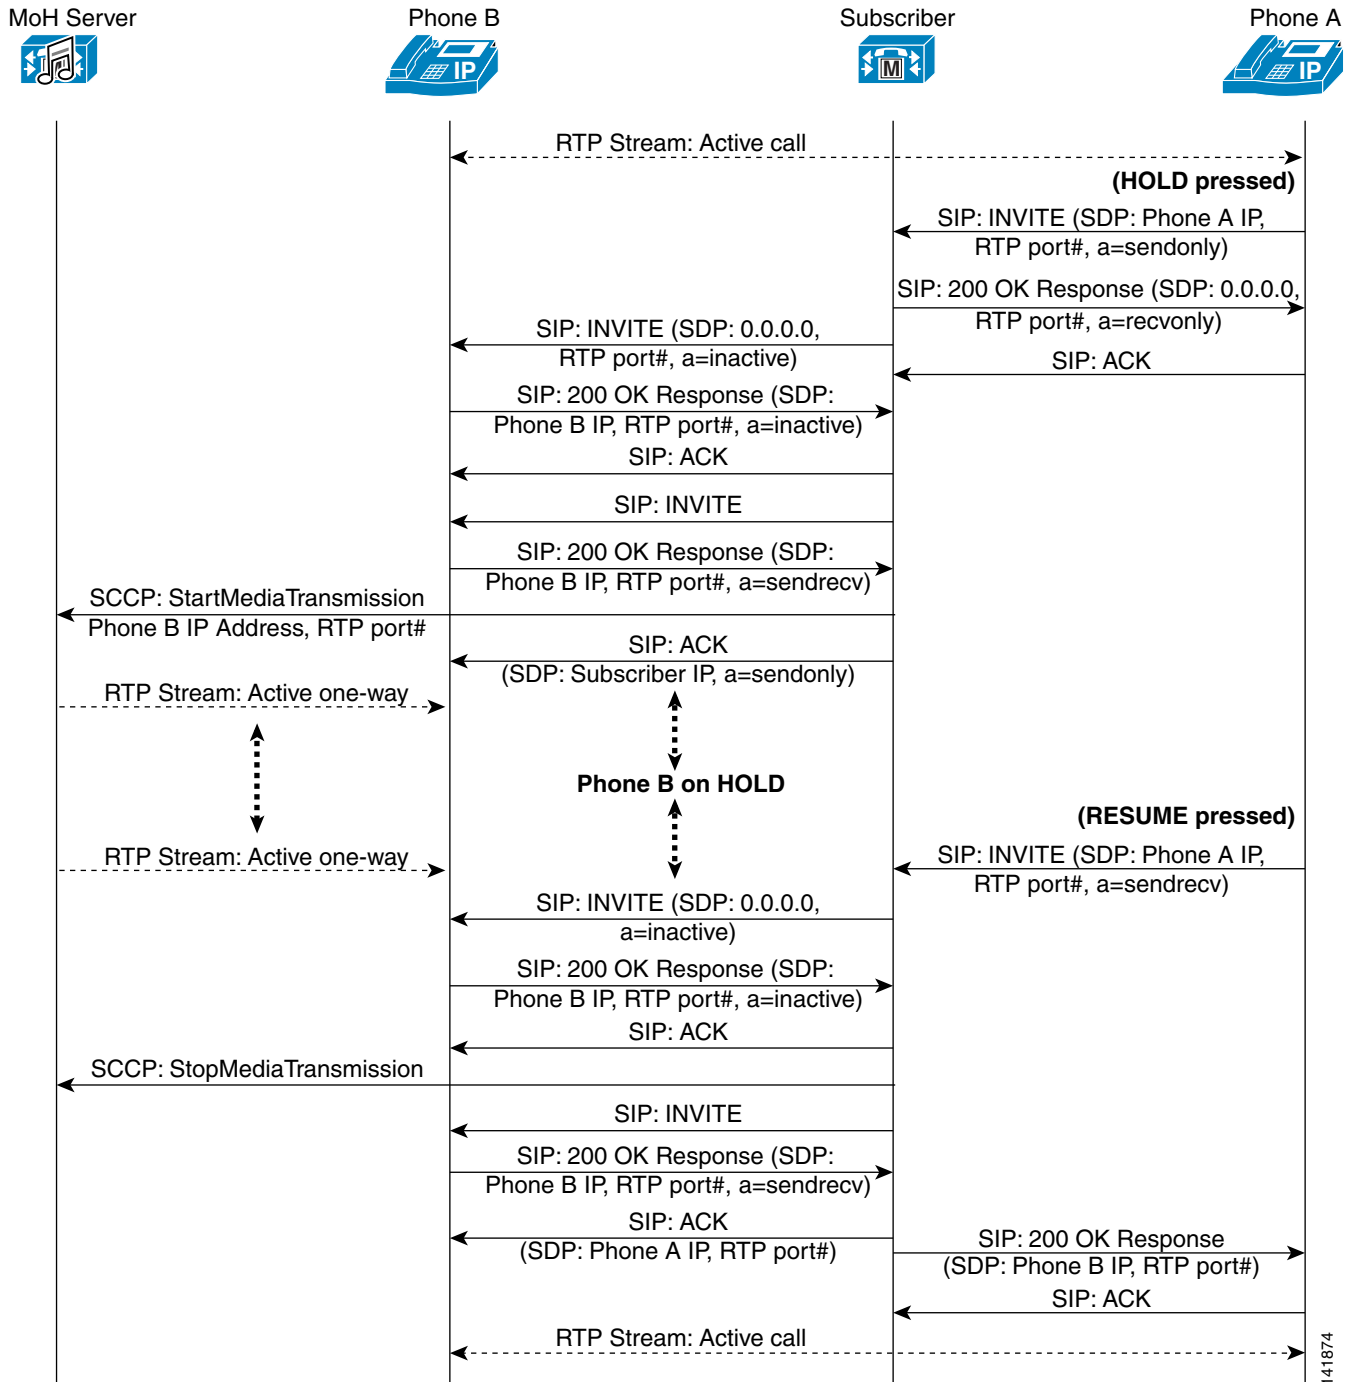 MoH Server
Phone B
Subscriber
Phone A
IP
M
IP
RTP Stream: Active call
(HOLD pressed)
SIP: INVITE (SDP: Phone A IP,
RTP port#, a=sendonly)
SIP: 200 OK Response (SDP: 0.0.0.0,
RTP port#, a=recvonly)
SIP: INVITE (SDP: 0.0.0.0,
RTP port#, a=inactive)
SIP: ACK
SIP: 200 OK Response (SDP:
Phone B IP, RTP port#, a=inactive)
SIP: ACK
SIP: INVITE
SIP: 200 OK Response (SDP:
Phone B IP, RTP port#, a=sendrecv)
SCCP: StartMediaTransmission
Phone B IP Address, RTP port#
SIP: ACK
(SDP: Subscriber IP, a=sendonly)
RTP Stream: Active one-way
Phone B on HOLD
(RESUME pressed)
RTP Stream: Active one-way
SIP: INVITE (SDP: Phone A IP,
RTP port#, a=sendrecv)
SIP: INVITE (SDP: 0.0.0.0,
a=inactive)
SIP: 200 OK Response (SDP:
Phone B IP, RTP port#, a=inactive)
SIP: ACK
SCCP: StopMediaTransmission
SIP: INVITE
SIP: 200 OK Response (SDP:
Phone B IP, RTP port#, a=sendrecv)
SIP: ACK
(SDP: Phone A IP, RTP port#)
SIP: 200 OK Response
(SDP: Phone B IP, RTP port#)
SIP: ACK
RTP Stream: Active call
141874